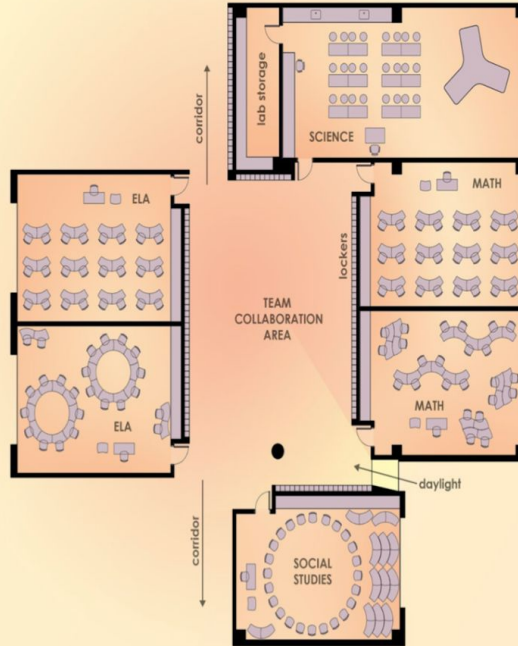 corridor
lab storage
SCIENCE
ELA
MATH
lockers
TEAM
COLLABORATION
AREA
ELA
MATH
daylight
corridor
SOCIAL
STUDIES